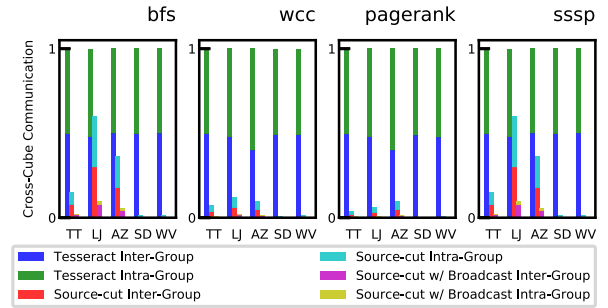 bfs wcc pagerank sssp
Cross-Cube Communication
1 1 1 1
0 0 0 0
TT LJ AZ SD WV TT LJ AZ SD WV TT LJ AZ SD WV TT LJ AZ SD WV
Tesseract Inter-Group
Tesseract Intra-Group
Source-cut Inter-Group
Source-cut Intra-Group
Source-cut w/ Broadcast Inter-Group
Source-cut w/ Broadcast Intra-Group